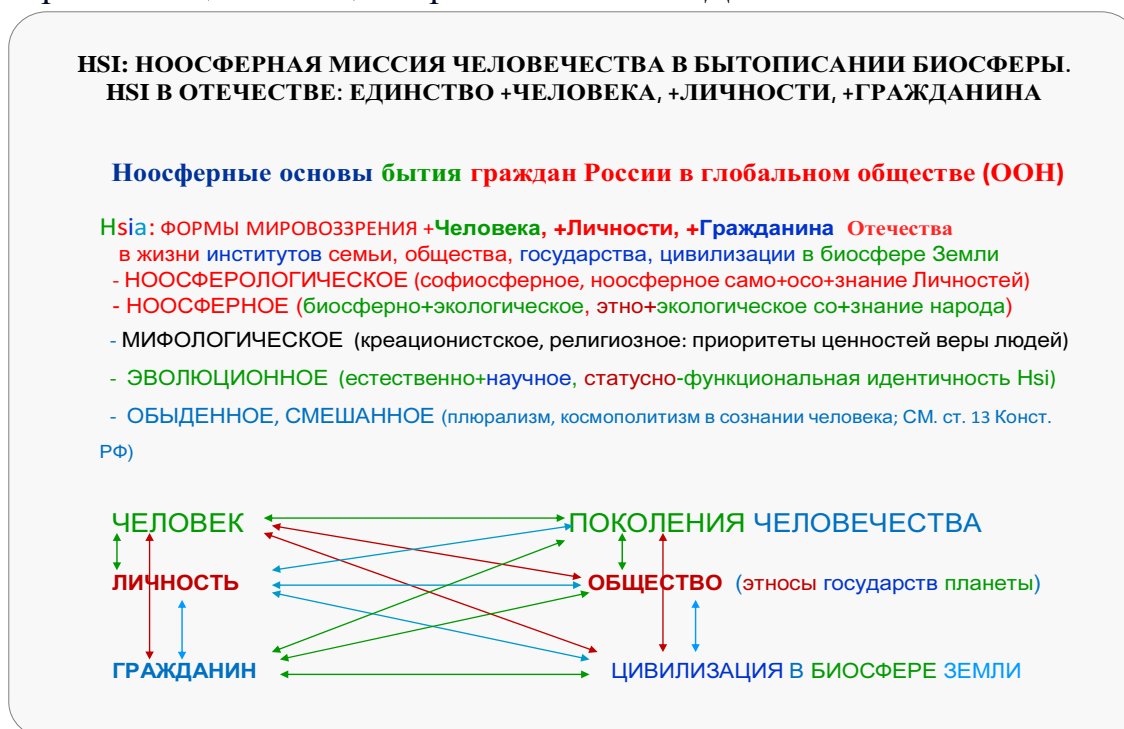 HSI: НООСФЕРНАЯ МИССИЯ ЧЕЛОВЕЧЕСТВА В БЫТОПИСАНИИ БИОСФЕРЫ.
HSI В ОТЕЧЕСТВЕ: ЕДИНСТВО +ЧЕЛОВЕКА, +ЛИЧНОСТИ, +ГРАЖДАНИНА
Ноосферные основы бытия граждан России в глобальном обществе (ООН)
Hsia: ФОРМЫ МИРОВОЗЗРЕНИЯ +Человека, +Личности, +Гражданина Отечества
в жизни институтов семьи, общества, государства, цивилизации в биосфере Земли
- НООСФЕРОЛОГИЧЕСКОЕ (софиосферное, ноосферное само+осо+знание Личностей)
- НООСФЕРНОЕ (биосферно+экологическое, этно+экологическое со+знание народа)
- МИФОЛОГИЧЕСКОЕ (креационистское, религиозное: приоритеты ценностей веры людей)
- ЭВОЛЮЦИОННОЕ (естественно+научное, статусно-функциональная идентичность Hsi)
- ОБЫДЕННОЕ, СМЕШАННОЕ (плюрализм, космополитизм в сознании человека; СМ. ст. 13 Конст.
РФ)
ЧЕЛОВЕК ПОКОЛЕНИЯ ЧЕЛОВЕЧЕСТВА
ЛИЧНОСТЬ ОБЩЕСТВО (этносы государств планеты)
ГРАЖДАНИН ЦИВИЛИЗАЦИЯ В БИОСФЕРЕ ЗЕМЛИ